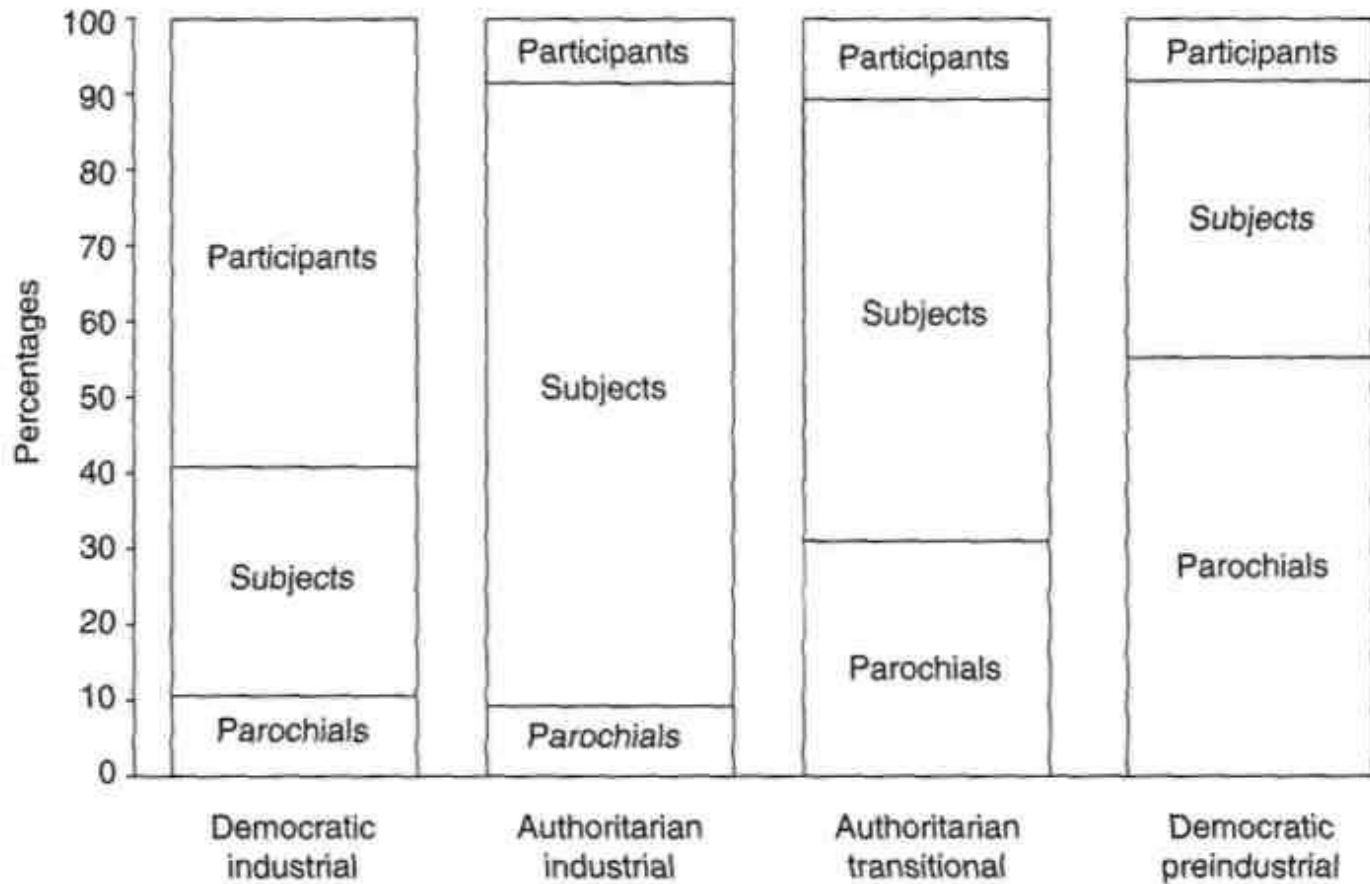 Percentages
100
90
80
70
60
50
40
30
20
10
0
Participants
Subjects
Parochials
Democratic
industrial
Participants
Subjects
Parochials
Authoritarian
industrial
Participants
Subjects
Parochials
Authoritarian
transitional
Participants
Subjects
Parochials
Democratic
preindustrial